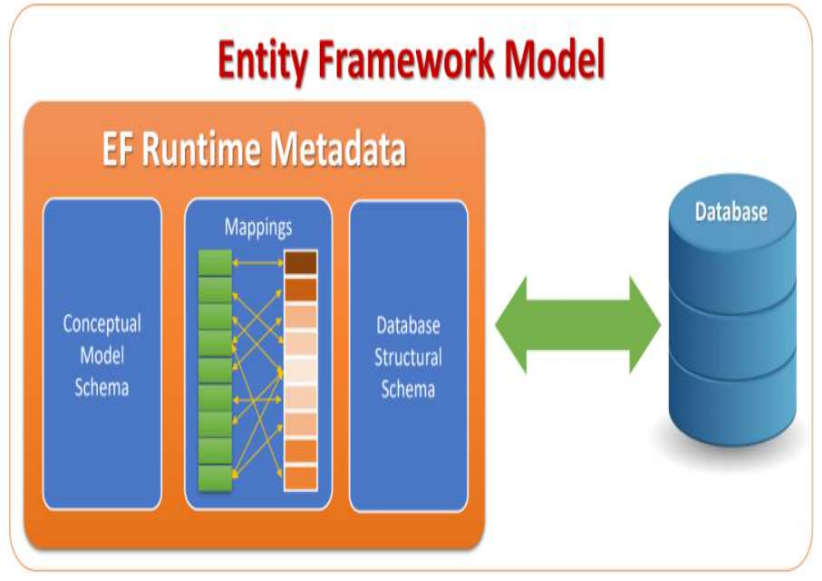 Entity Framework Model
EF Runtime Metadata
Conceptual
Model
Schema
Mappings
Database
Structural
Schema
Database